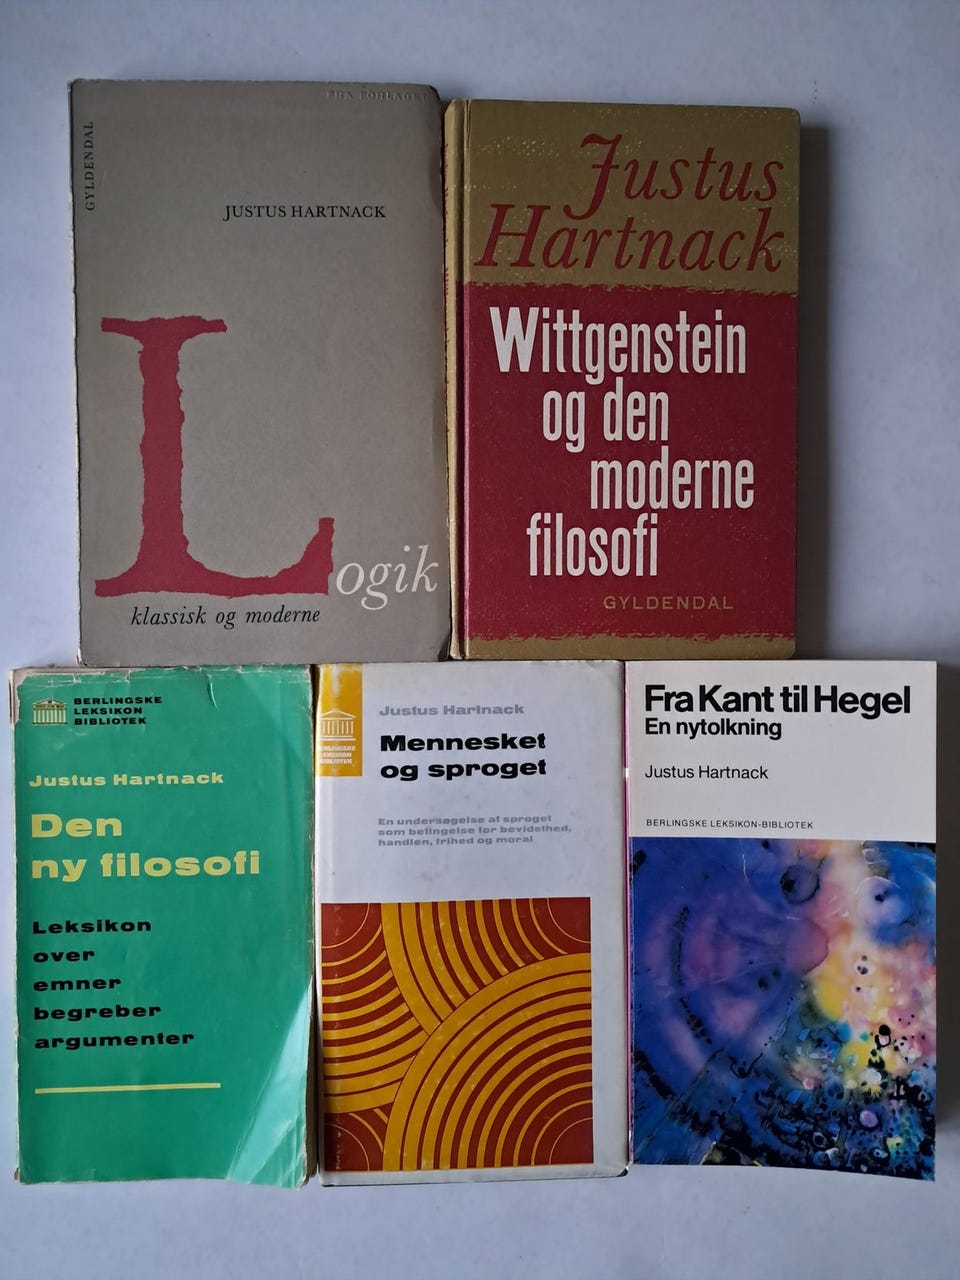 FRA FORLAGET
GYLDENDAL
JUSTUS HARTNACK
Logik
klassisk og moderne
Justus
Hartnack
Wittgenstein
og den
moderne
filosofi
GYLDENDAL
BERLINGSKE
LEKSIKON
BIBLIOTEK
Justus Hartnack
Den
ny filosofi
Leksikon
over
emner
begreber
argumenter
BERLINGSKE
LEKSIKON
BIBLIOTEK
Justus Hartnack
Mennesket
og sproget
En undersøgelse af sproget
som betingelse for bevidsthed,
handlen, frihed og moral
Fra Kant til Hegel
En nytolkning
Justus Hartnack
BERLINGSKE LEKSIKON-BIBLIOTEK